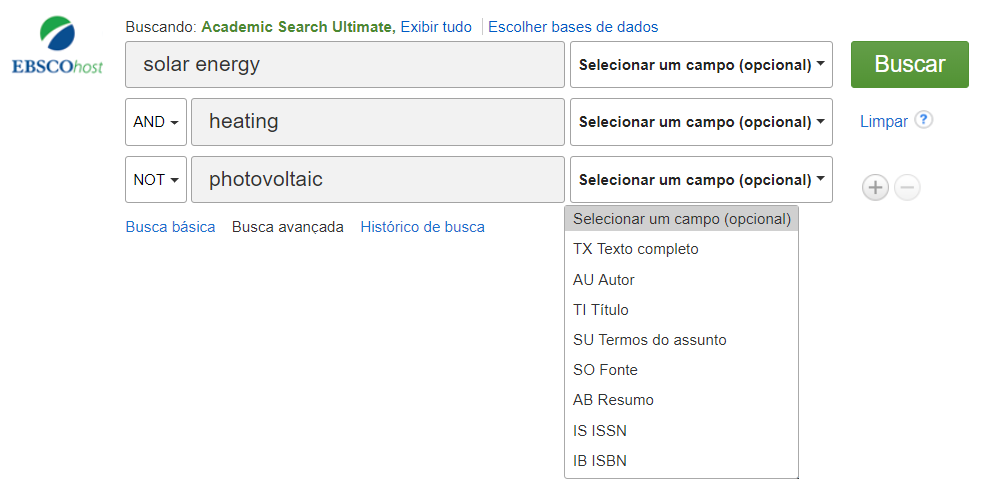 EBSCOhost
Buscando: Academic Search Ultimate, Exibir tudo | Escolher bases de dados
solar energy Selecionar um campo (opcional) Buscar
AND heating Selecionar um campo (opcional) Limpar ?
NOT photovoltaic Selecionar um campo (opcional) + −
Busca básica Busca avançada Histórico de busca
Selecionar um campo (opcional)
TX Texto completo
AU Autor
TI Título
SU Termos do assunto
SO Fonte
AB Resumo
IS ISSN
IB ISBN